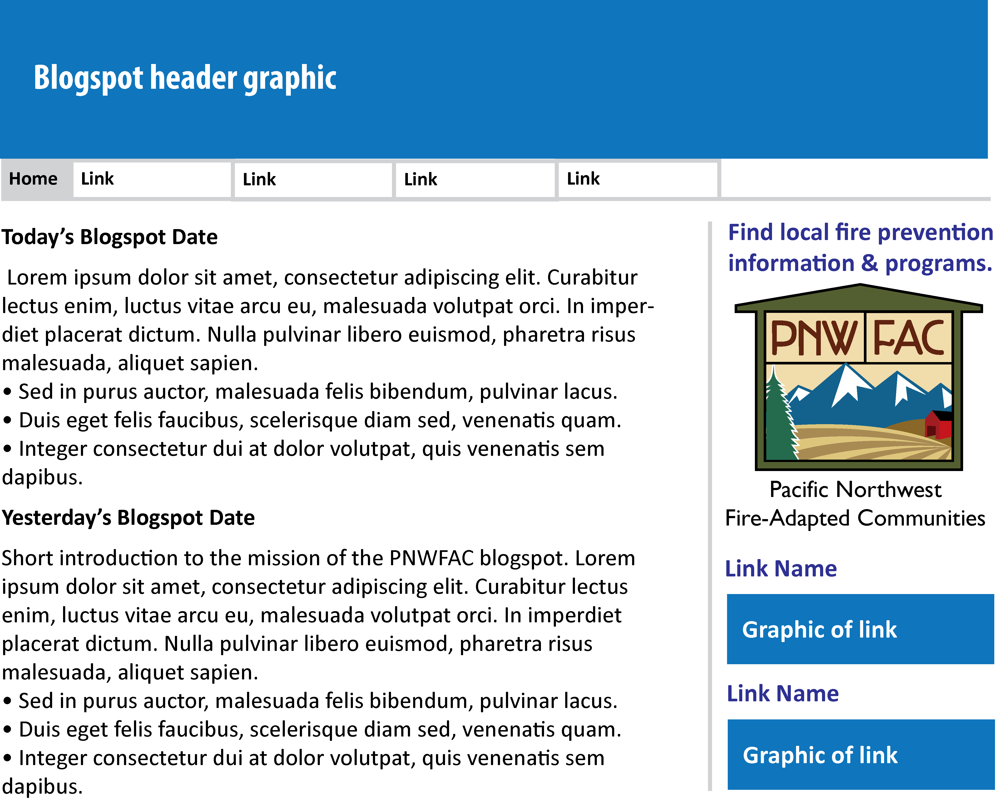 Blogspot header graphic
Home Link Link Link Link
Today’s Blogspot Date
Lorem ipsum dolor sit amet, consectetur adipiscing elit. Curabitur
lectus enim, luctus vitae arcu eu, malesuada volutpat orci. In imper-
diet placerat dictum. Nulla pulvinar libero euismod, pharetra risus
malesuada, aliquet sapien.
• Sed in purus auctor, malesuada felis bibendum, pulvinar lacus.
• Duis eget felis faucibus, scelerisque diam sed, venenatis quam.
• Integer consectetur dui at dolor volutpat, quis venenatis sem
dapibus.
Yesterday’s Blogspot Date
Short introduction to the mission of the PNWFAC blogspot. Lorem
ipsum dolor sit amet, consectetur adipiscing elit. Curabitur lectus
enim, luctus vitae arcu eu, malesuada volutpat orci. In imperdiet
placerat dictum. Nulla pulvinar libero euismod, pharetra risus
malesuada, aliquet sapien.
• Sed in purus auctor, malesuada felis bibendum, pulvinar lacus.
• Duis eget felis faucibus, scelerisque diam sed, venenatis quam.
• Integer consectetur dui at dolor volutpat, quis venenatis sem
dapibus.
Find local fire prevention
information & programs.
PNW FAC
Pacific Northwest
Fire-Adapted Communities
Link Name
Graphic of link
Link Name
Graphic of link